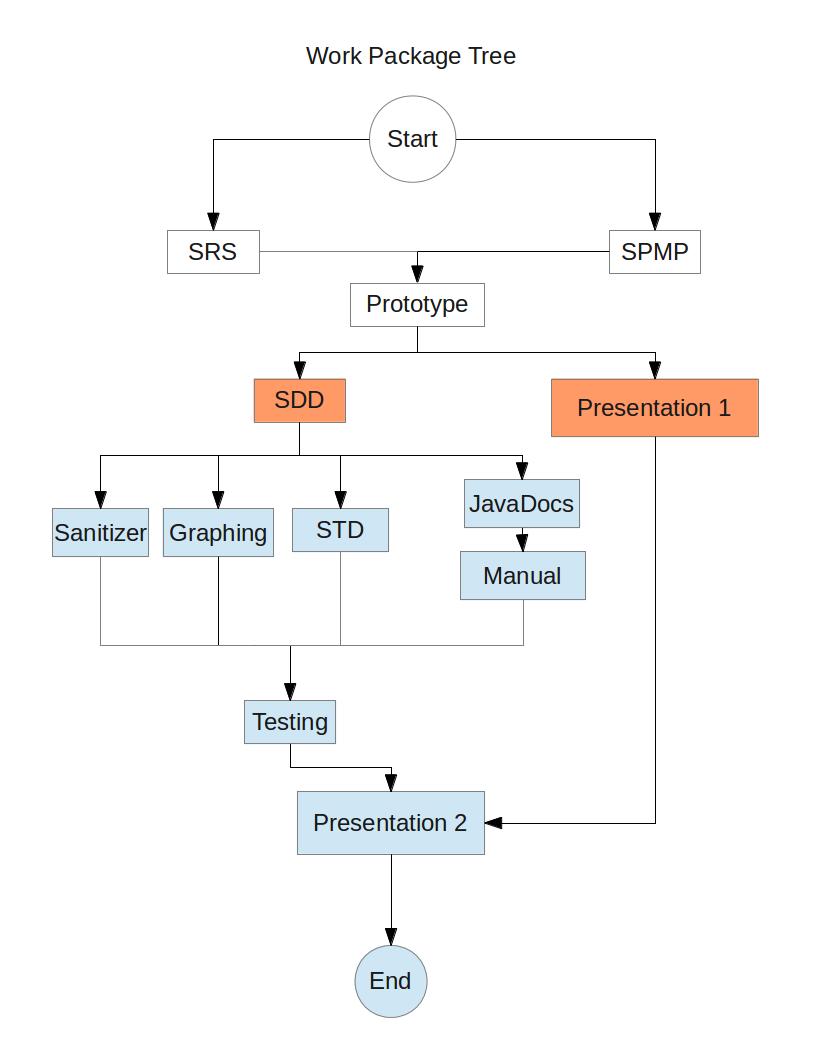 Work Package Tree
Start
SRS
SPMP
Prototype
SDD
Presentation 1
Sanitizer
Graphing
STD
JavaDocs
Manual
Testing
Presentation 2
End